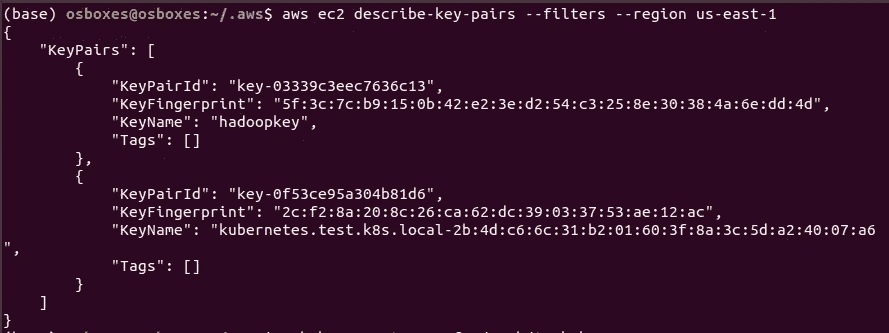 (base) osboxes@osboxes:~/.aws$ aws ec2 describe-key-pairs --filters --region us-east-1
{
    "KeyPairs": [
        {
            "KeyPairId": "key-03339c3eec7636c13",
            "KeyFingerprint": "5f:3c:7c:b9:15:0b:42:e2:3e:d2:54:c3:25:8e:30:38:4a:6e:dd:4d",
            "KeyName": "hadoopkey",
            "Tags": []
        },
        {
            "KeyPairId": "key-0f53ce95a304b81d6",
            "KeyFingerprint": "2c:f2:8a:20:8c:26:ca:62:dc:39:03:37:53:ae:12:ac",
            "KeyName": "kubernetes.test.k8s.local-2b:4d:c6:6c:31:b2:01:60:3f:8a:3c:5d:a2:40:07:a6
",
            "Tags": []
        }
    ]
}